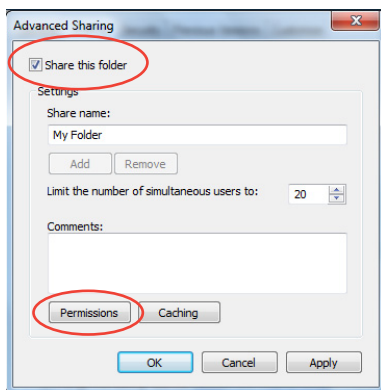 Advanced Sharing
Share this folder
Settings
Share name:
My Folder
Add Remove
Limit the number of simultaneous users to: 20
Comments:
Permissions Caching
OK Cancel Apply